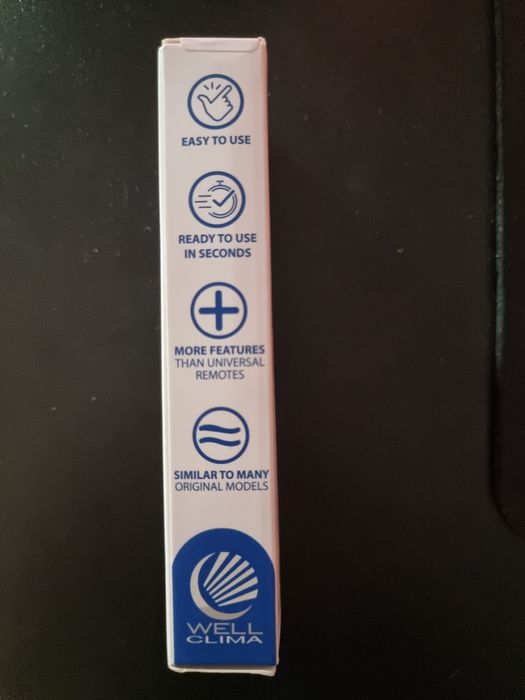 EASY TO USE
READY TO USE
IN SECONDS
MORE FEATURES
THAN UNIVERSAL
REMOTES
SIMILAR TO MANY
ORIGINAL MODELS
WELL
CLIMA